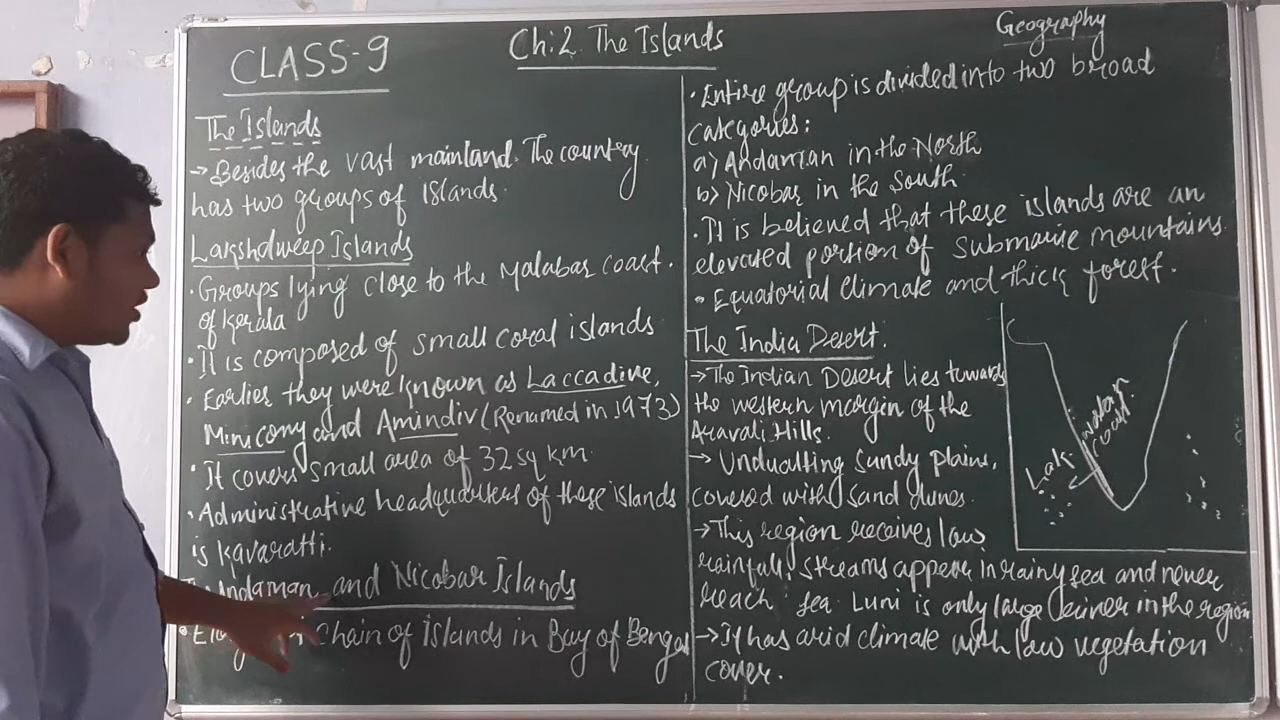 CLASS-9
Ch:2 The Islands
Geography
The Islands
→ Besides the vast mainland. The country
has two groups of Islands.
Lakshdweep Islands
• Groups lying close to the Malabar coast.
of Kerala
• It is composed of small coral islands
• Earlier they were known as Laccadive,
Minicony and Amindiv (Renamed in 1973)
• It covers small area of 32 sq km.
• Administrative headquarters of these islands
is Kavaratti.
Andaman and Nicobar Islands
chain of islands in Bay of Bengal
• Entire group is divided into two broad
categories:
a) Andaman in the North
b) Nicobar in the South
• It is believed that these islands are an
elevated portion of submarine mountains.
• Equatorial climate and thick forest.
The India Desert.
→ The Indian Desert lies towards
the western margin of the
Aravali Hills.
→ Undualting sandy plains,
covered with sand dunes.
→ This region receives low
rainfall. Streams appear in rainy sea and never
reach sea. Luni is only large river in the region
→ It has arid climate with low vegetation
cover.
Lak.
coast